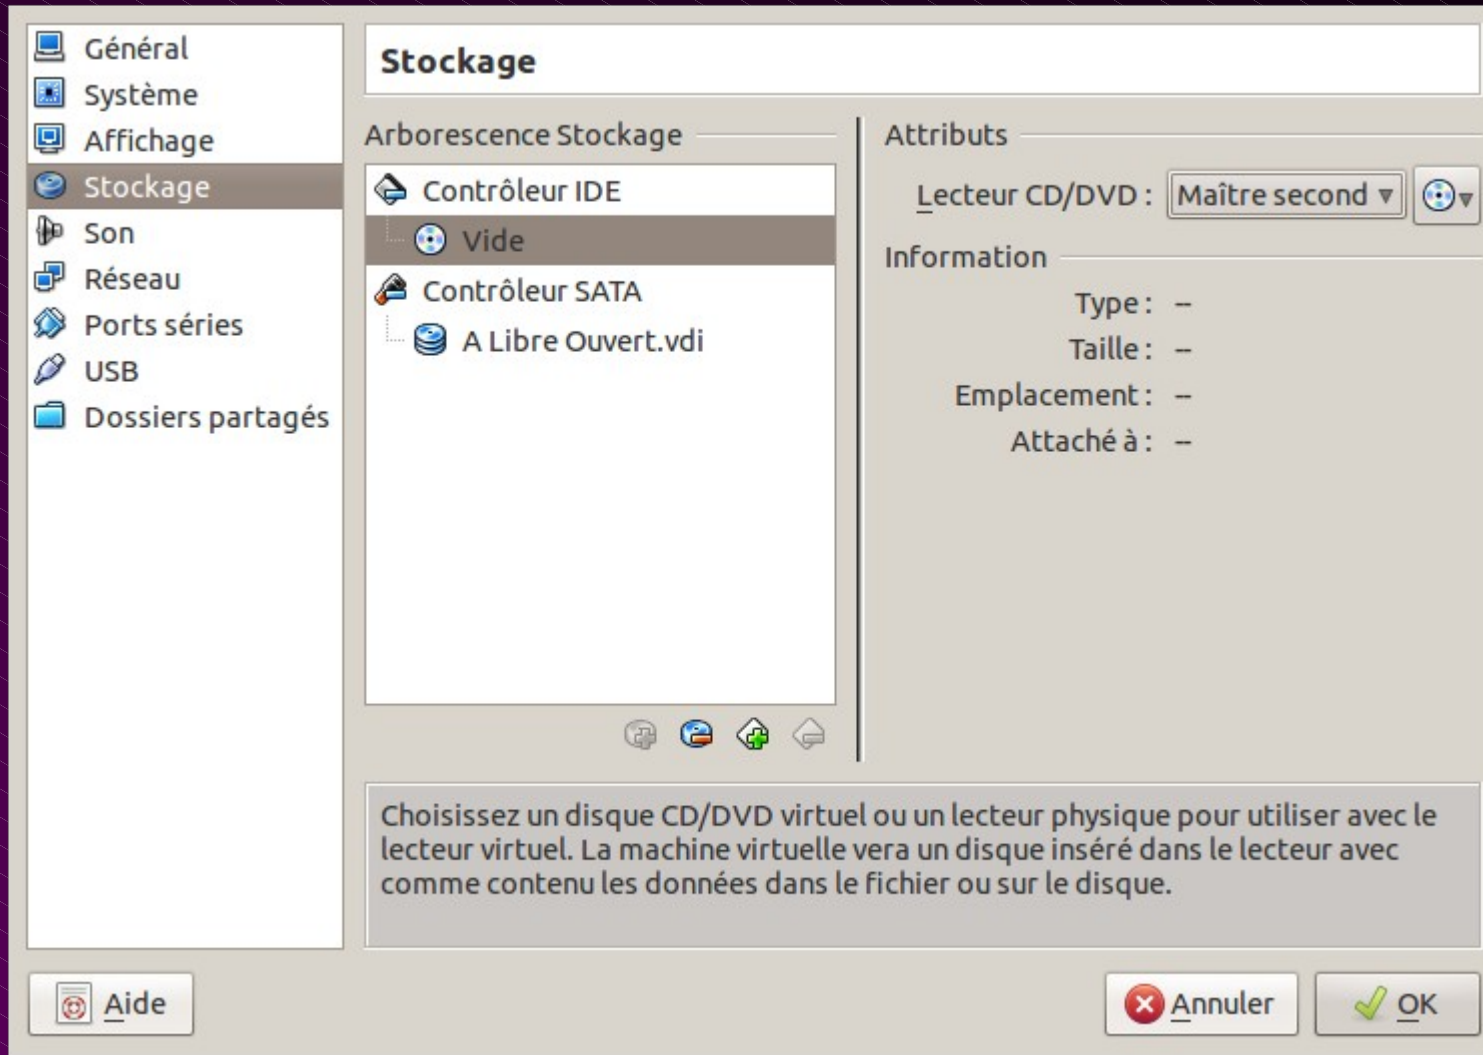 Général
Système
Affichage
Stockage
Son
Réseau
Ports séries
USB
Dossiers partagés
Stockage
Arborescence Stockage
Contrôleur IDE
Vide
Contrôleur SATA
A Libre Ouvert.vdi
Attributs
Lecteur CD/DVD : Maître second
Information
Type : --
Taille : --
Emplacement : --
Attaché à : --
Choisissez un disque CD/DVD virtuel ou un lecteur physique pour utiliser avec le
lecteur virtuel. La machine virtuelle vera un disque inséré dans le lecteur avec
comme contenu les données dans le fichier ou sur le disque.
Aide
Annuler
OK